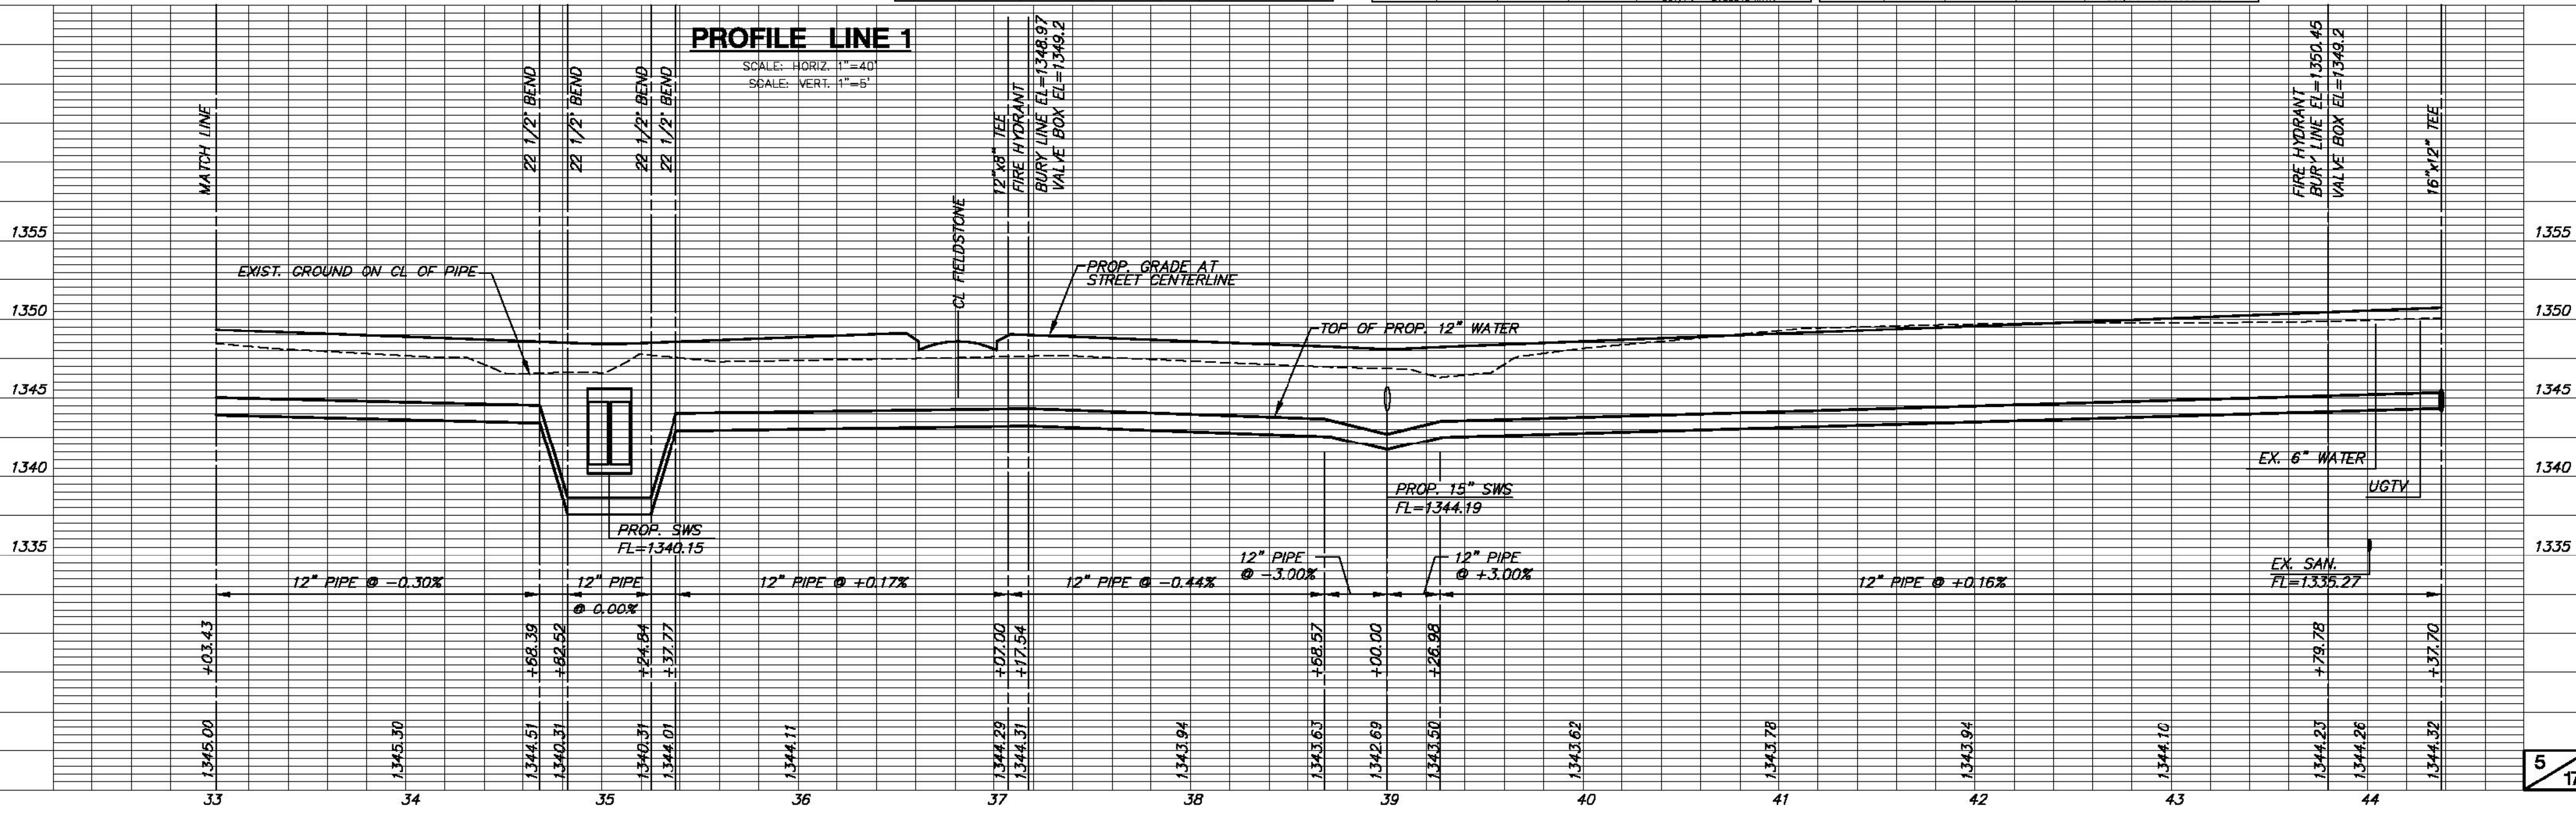 PROFILE LINE 1
SCALE: HORIZ. 1"=40'
SCALE: VERT. 1"=5'
MATCH LINE
22 1/2° BEND
22 1/2° BEND
22 1/2° BEND
22 1/2° BEND
12"x8" TEE
FIRE HYDRANT
BURY LINE EL=1348.97
VALVE BOX EL=1349.2
FIRE HYDRANT
BURY LINE EL=1350.45
VALVE BOX EL=1349.2
16"x12" TEE
CL FIELDSTONE
1355
1355
EXIST. GROUND ON CL OF PIPE
PROP. GRADE AT
STREET CENTERLINE
1350
1350
TOP OF PROP. 12" WATER
1345
1345
1340
1340
EX. 6" WATER
UGTV
PROP. 15" SWS
FL=1344.19
PROP. SWS
FL=1340.15
1335
1335
EX. SAN.
FL=1335.27
12" PIPE @ -0.30%
12" PIPE
@ 0.00%
12" PIPE @ +0.17%
12" PIPE @ -0.44%
12" PIPE
@ -3.00%
12" PIPE
@ +3.00%
12" PIPE @ +0.16%
+03.43
+68.39
+82.52
+24.84
+37.77
+07.00
+17.54
+68.57
+00.00
+26.98
+79.78
+37.70
1345.00
1345.30
1344.51
1340.31
1340.31
1344.01
1344.11
1344.29
1344.31
1343.94
1343.63
1342.69
1343.50
1343.62
1343.78
1343.94
1344.10
1344.23
1344.26
1344.32
33
34
35
36
37
38
39
40
41
42
43
44
5